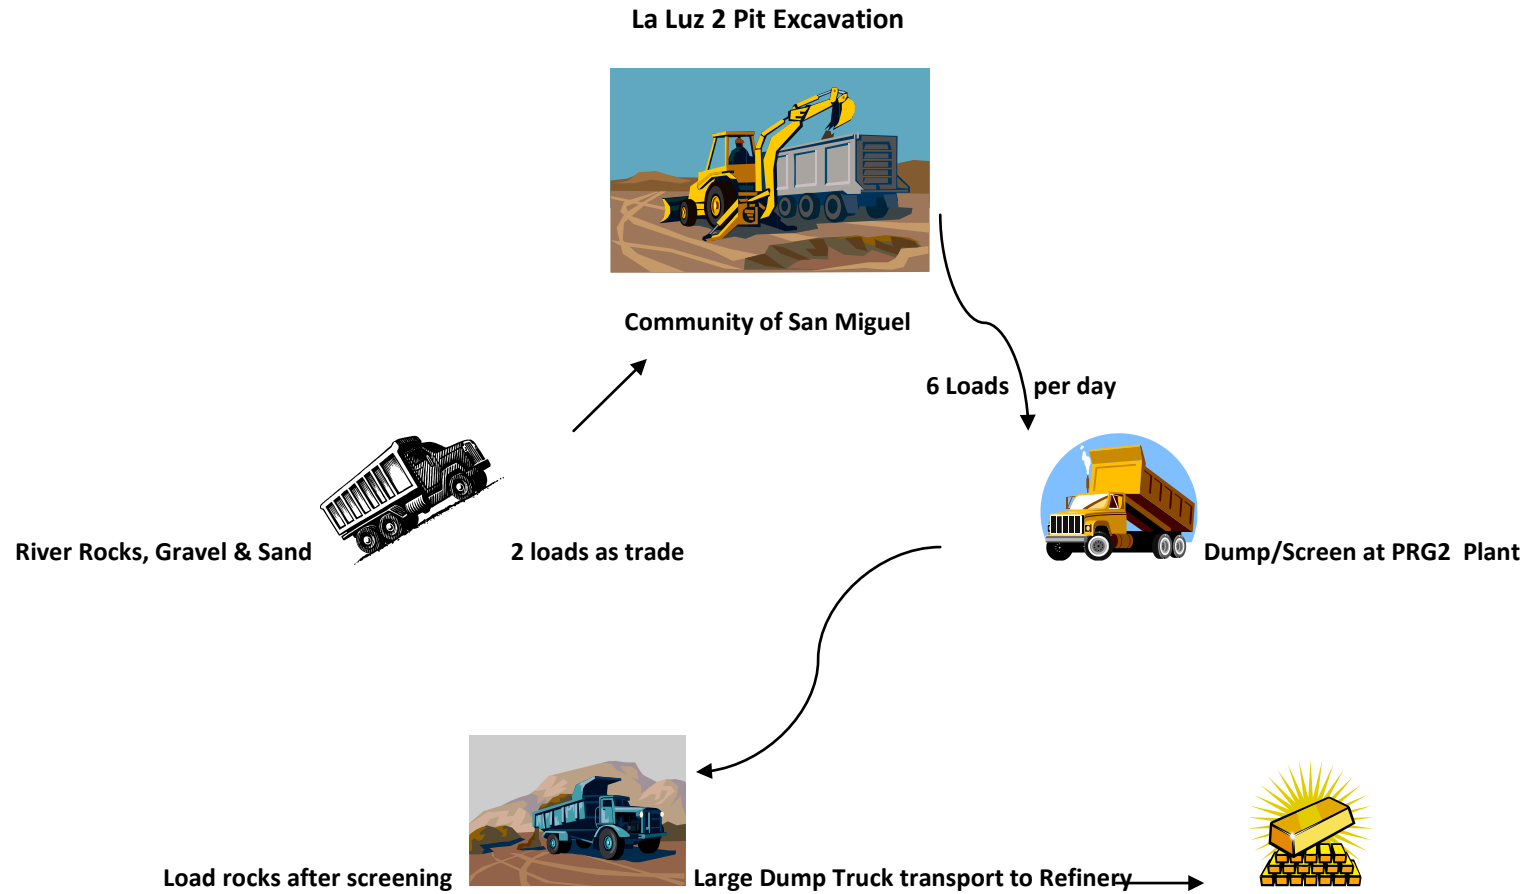 La Luz 2 Pit Excavation
Community of San Miguel
6 Loads per day
River Rocks, Gravel & Sand
2 loads as trade
Dump/Screen at PRG2 Plant
Load rocks after screening
Large Dump Truck transport to Refinery